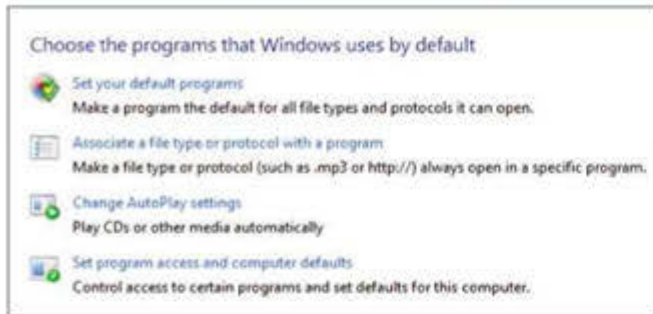 Choose the programs that Windows uses by default
Set your default programs
Make a program the default for all file types and protocols it can open.
Associate a file type or protocol with a program
Make a file type or protocol (such as .mp3 or http://) always open in a specific program.
Change AutoPlay settings
Play CDs or other media automatically
Set program access and computer defaults
Control access to certain programs and set defaults for this computer.